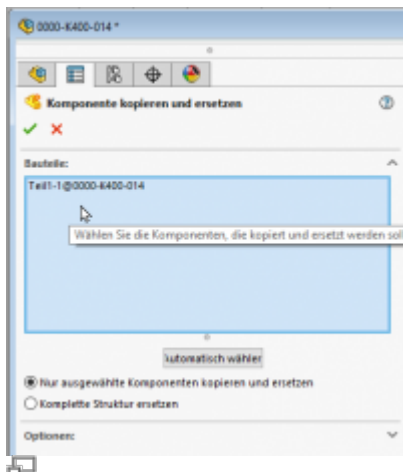 0000-K400-014 *
Komponente kopieren und ersetzen
Bauteile:
Teil1-1@0000-K400-014
Wählen Sie die Komponenten, die kopiert und ersetzt werden sol
Automatisch wähler
Nur ausgewählte Komponenten kopieren und ersetzen
Komplette Struktur ersetzen
Optionen: